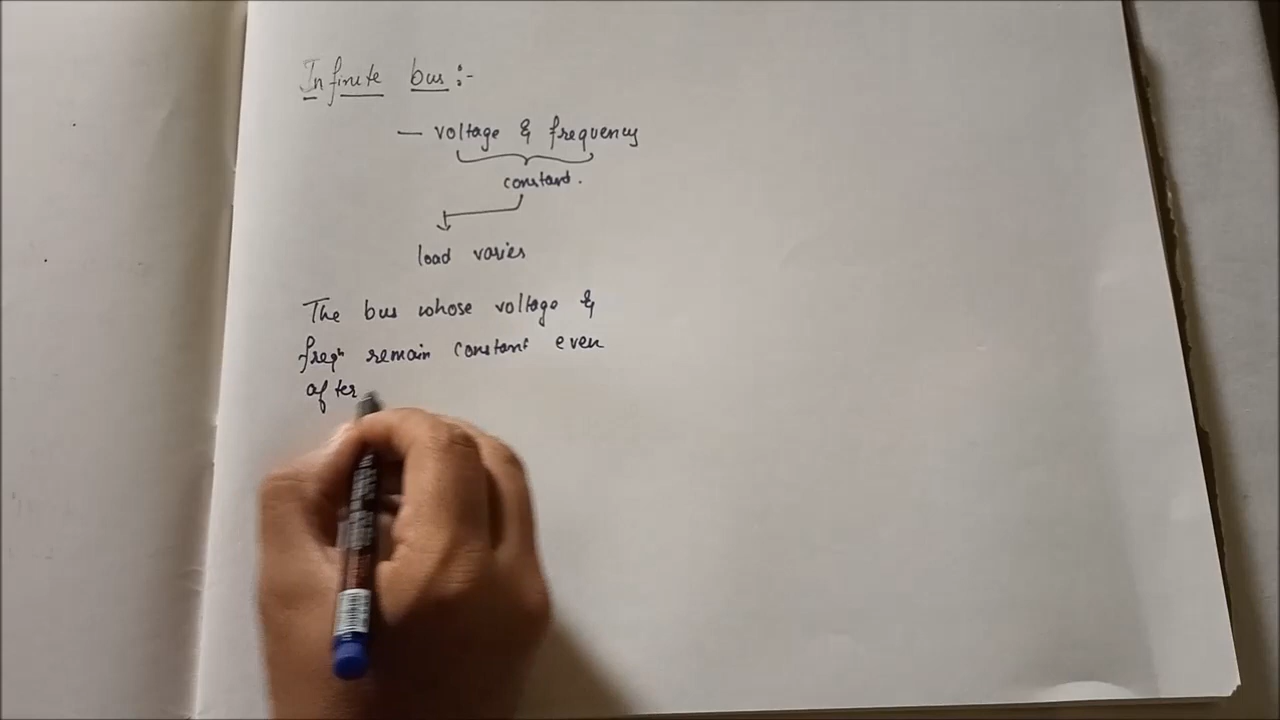 Infinite bus :-
— voltage & frequency
constant.
load varies
The bus whose voltage &
freqⁿ remain constant even
after